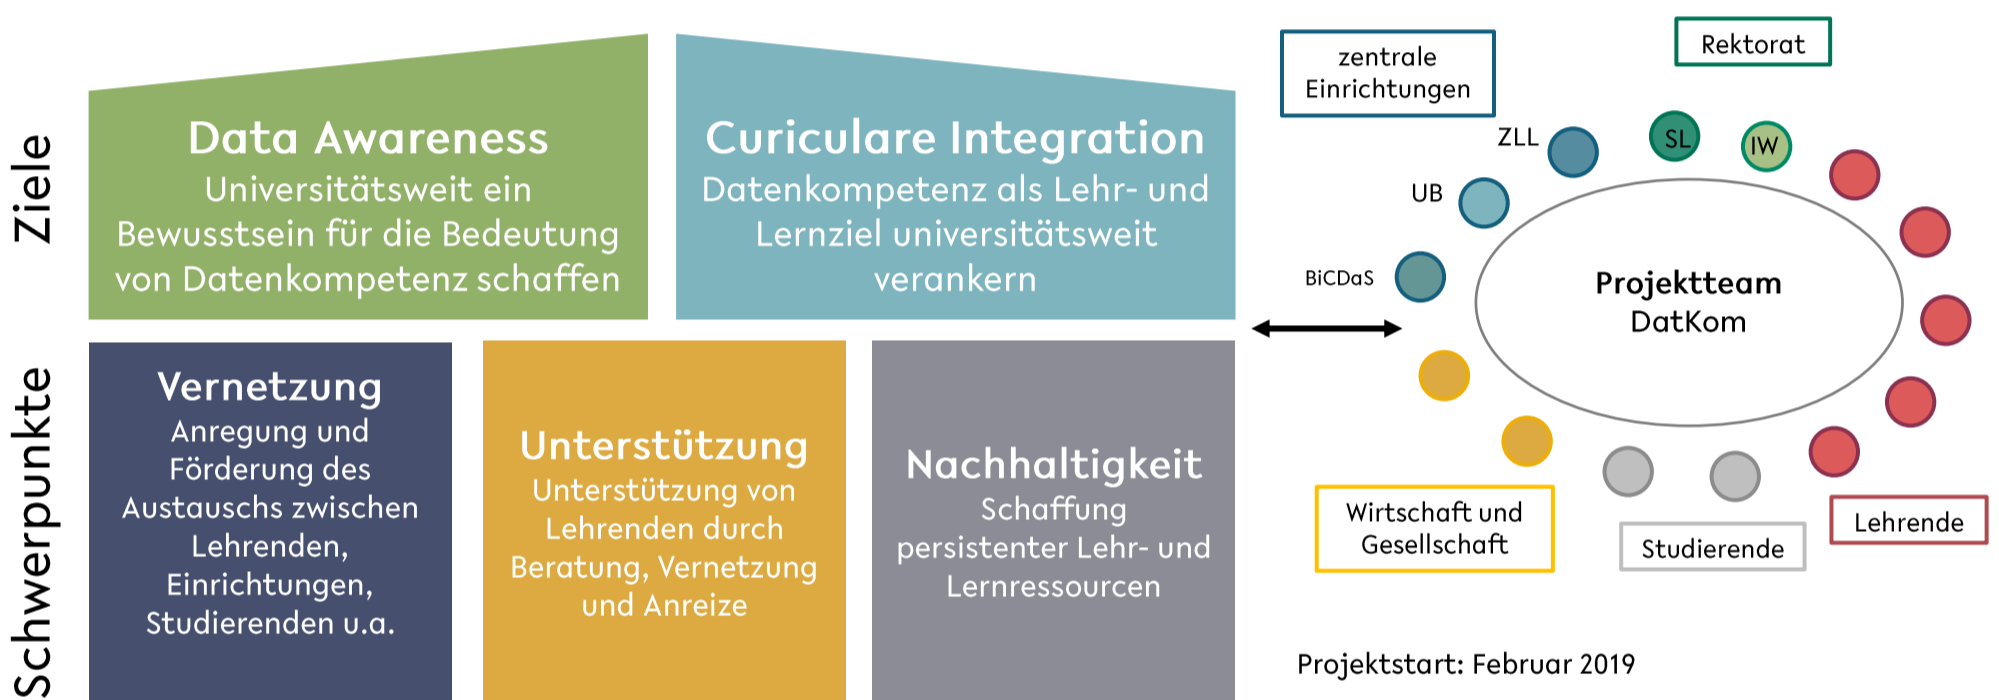 Ziele
Data Awareness
Universitätsweit ein
Bewusstsein für die Bedeutung
von Datenkompetenz schaffen
Curiculare Integration
Datenkompetenz als Lehr- und
Lernziel universitätsweit
verankern
Schwerpunkte
Vernetzung
Anregung und
Förderung des
Austauschs zwischen
Lehrenden,
Einrichtungen,
Studierenden u.a.
Unterstützung
Unterstützung von
Lehrenden durch
Beratung, Vernetzung
und Anreize
Nachhaltigkeit
Schaffung
persistenter Lehr- und
Lernressourcen
zentrale
Einrichtungen
Rektorat
ZLL
SL
IW
UB
BiCDaS
Projektteam
DatKom
Wirtschaft und
Gesellschaft
Studierende
Lehrende
Projektstart: Februar 2019